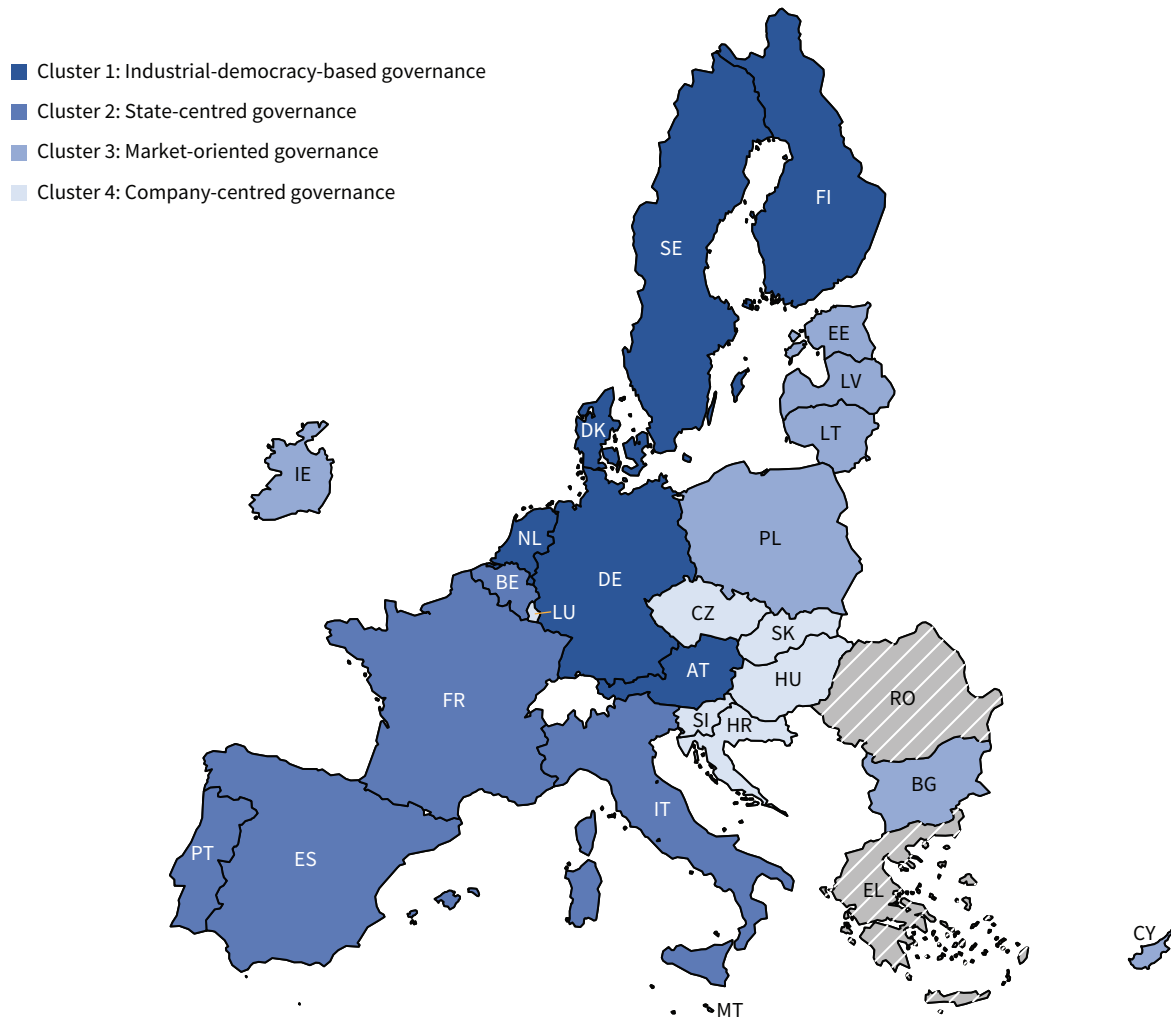 Cluster 1: Industrial-democracy-based governance
Cluster 2: State-centred governance
Cluster 3: Market-oriented governance
Cluster 4: Company-centred governance
FI
SE
EE
LV
LT
DK
IE
NL
PL
BE
DE
LU
CZ
SK
AT
HU
FR
RO
SI
HR
BG
IT
PT
ES
EL
CY
MT